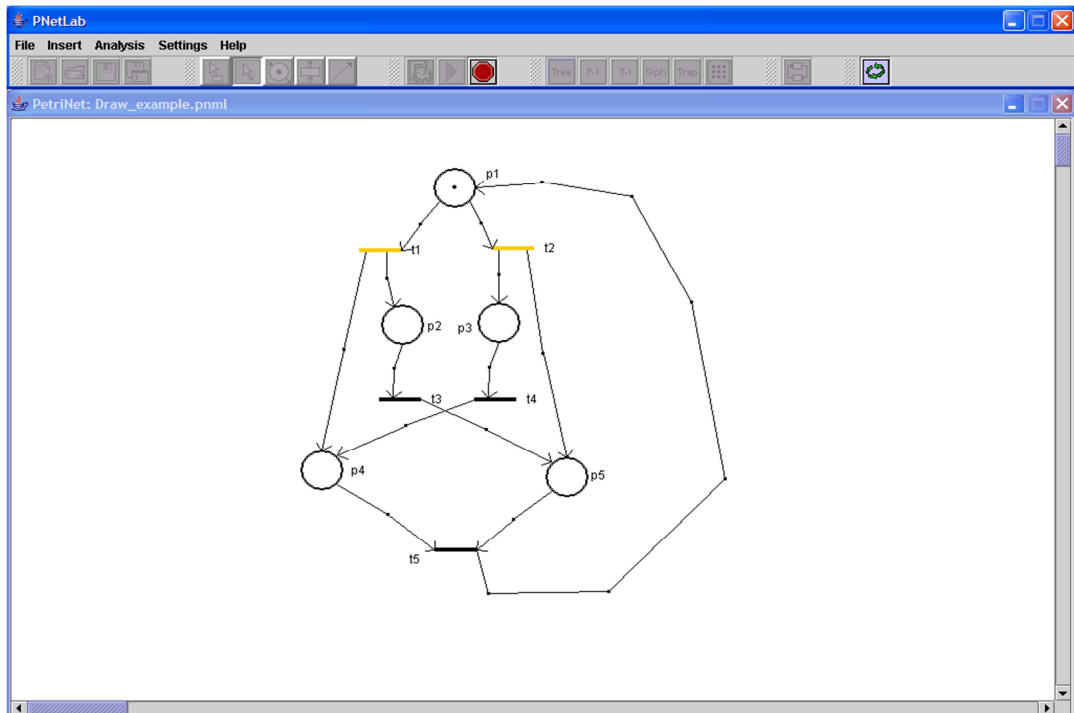 PNetLab
File Insert Analysis Settings Help
Tree P-I T-I Siph Trap
PetriNet: Draw_example.pnml
p1
t1 t2
p2 p3
t3 t4
p4 p5
t5